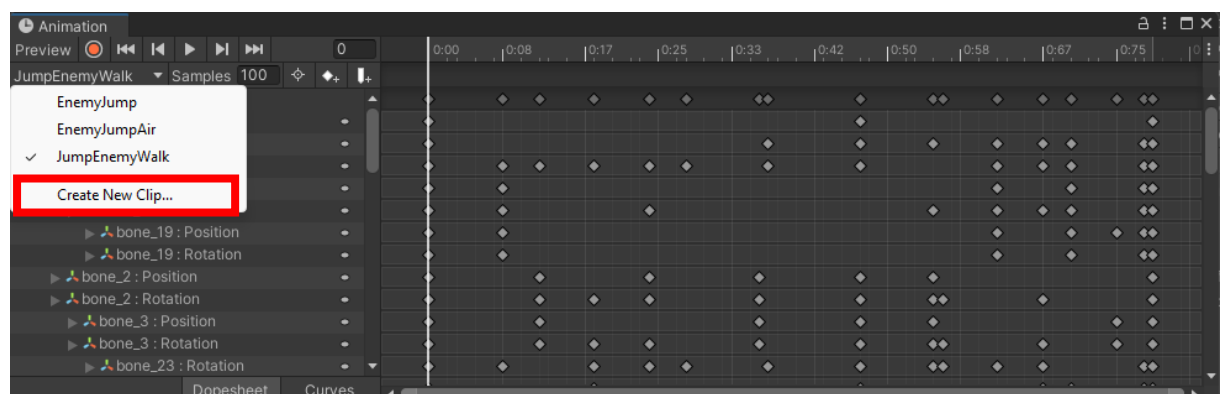 Animation
Preview 0 0:00 0:08 0:17 0:25 0:33 0:42 0:50 0:58 0:67 0:75
JumpEnemyWalk Samples 100
EnemyJump
EnemyJumpAir
JumpEnemyWalk
Create New Clip...
bone_19 : Position
bone_19 : Rotation
bone_2 : Position
bone_2 : Rotation
bone_3 : Position
bone_3 : Rotation
bone_23 : Rotation
Dopesheet Curves